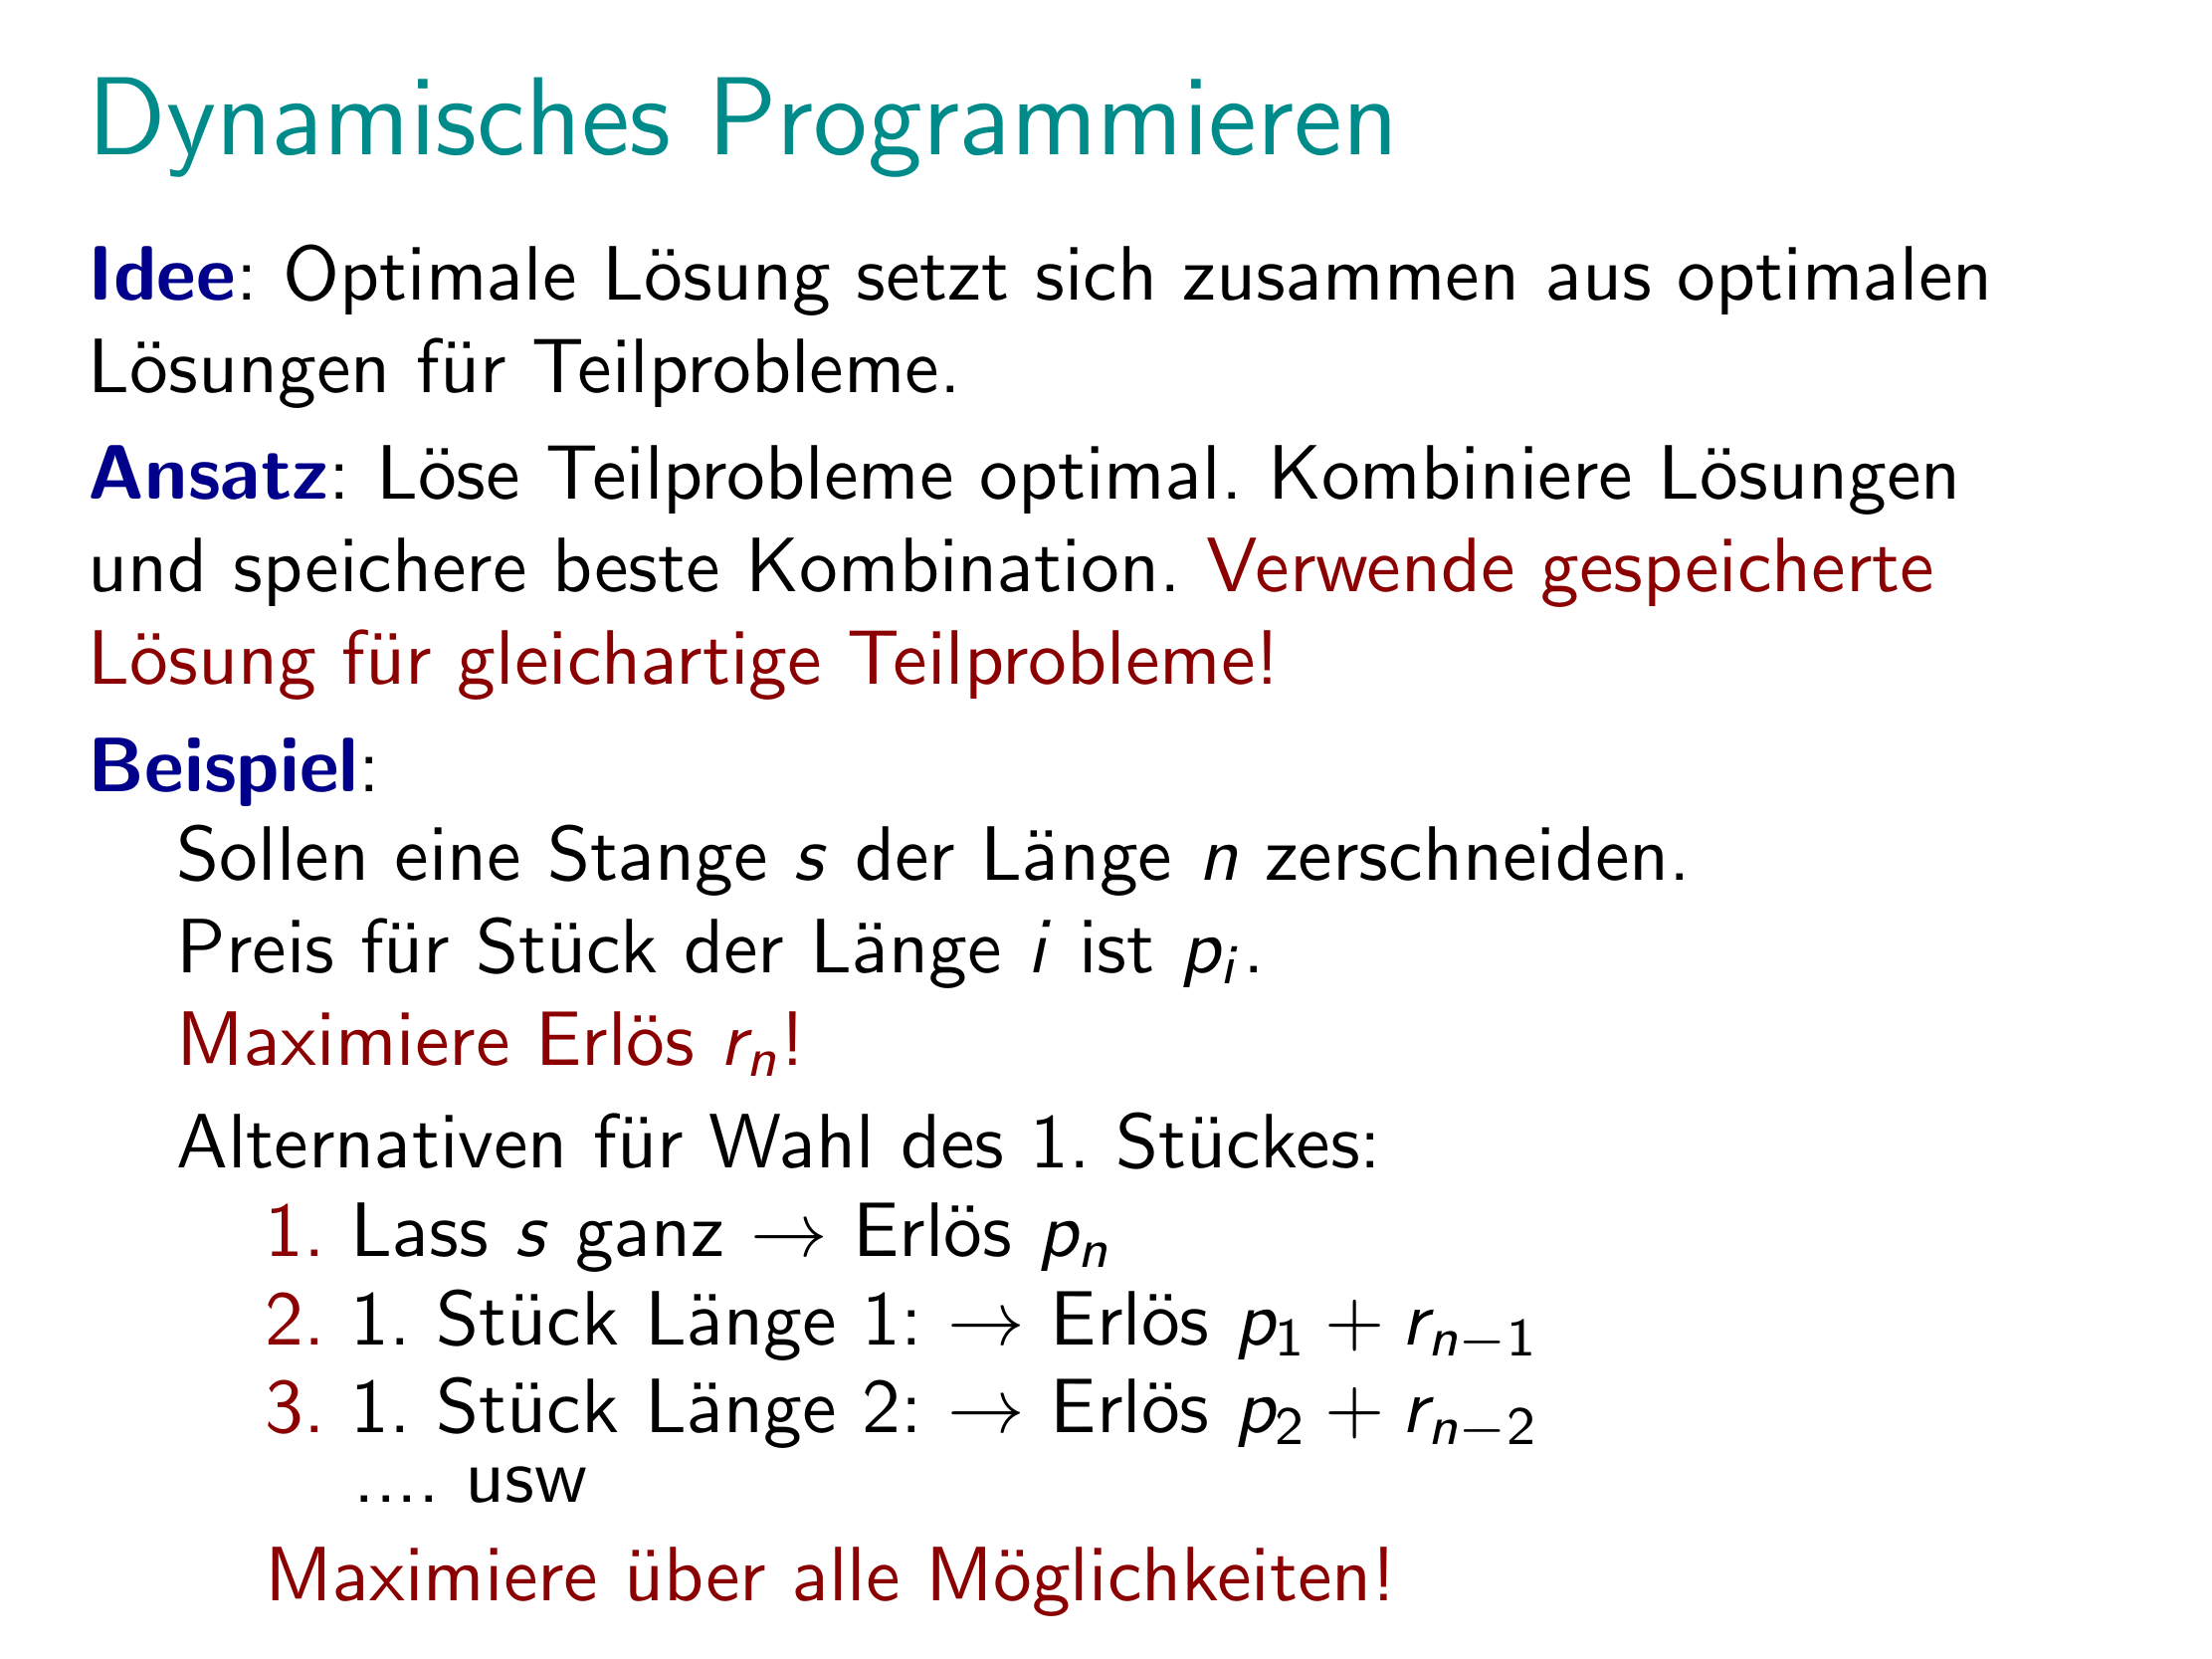 Dynamisches Programmieren
Idee: Optimale Lösung setzt sich zusammen aus optimalen
Lösungen für Teilprobleme.
Ansatz: Löse Teilprobleme optimal. Kombiniere Lösungen
und speichere beste Kombination. Verwende gespeicherte
Lösung für gleichartige Teilprobleme!
Beispiel:
Sollen eine Stange s der Länge n zerschneiden.
Preis für Stück der Länge i ist p_i.
Maximiere Erlös r_n!
Alternativen für Wahl des 1. Stückes:
1. Lass s ganz → Erlös p_n
2. 1. Stück Länge 1: → Erlös p_1 + r_{n−1}
3. 1. Stück Länge 2: → Erlös p_2 + r_{n−2}
.... usw
Maximiere über alle Möglichkeiten!